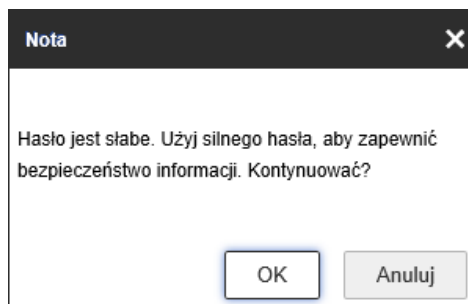 Nota
Hasło jest słabe. Użyj silnego hasła, aby zapewnić
bezpieczeństwo informacji. Kontynuować?
OK
Anuluj